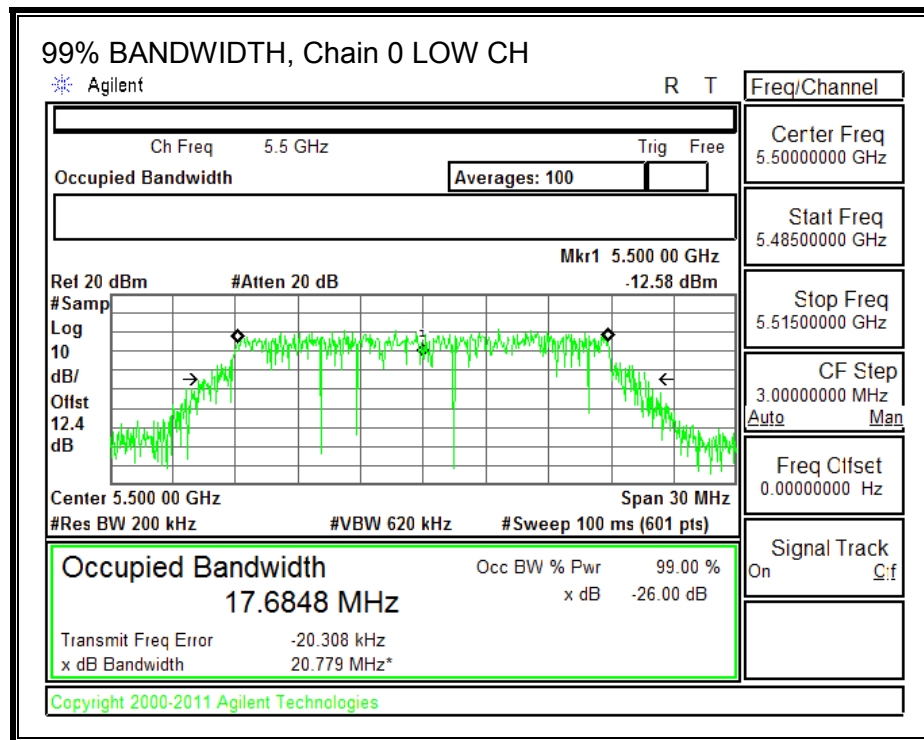 99% BANDWIDTH, Chain 0 LOW CH
Agilent R T
Freq/Channel
Ch Freq 5.5 GHz Trig Free
Occupied Bandwidth Averages: 100
Center Freq
5.50000000 GHz
Start Freq
5.48500000 GHz
Mkr1 5.500 00 GHz
Ref 20 dBm #Atten 20 dB -12.58 dBm
Stop Freq
5.51500000 GHz
#Samp
Log
10
dB/
Offst
12.4
dB
1
CF Step
3.00000000 MHz
Auto Man
Freq Offset
0.00000000 Hz
Center 5.500 00 GHz Span 30 MHz
#Res BW 200 kHz #VBW 620 kHz #Sweep 100 ms (601 pts)
Signal Track
On Off
Occupied Bandwidth Occ BW % Pwr 99.00 %
17.6848 MHz x dB -26.00 dB
Transmit Freq Error -20.308 kHz
x dB Bandwidth 20.779 MHz*
Copyright 2000-2011 Agilent Technologies